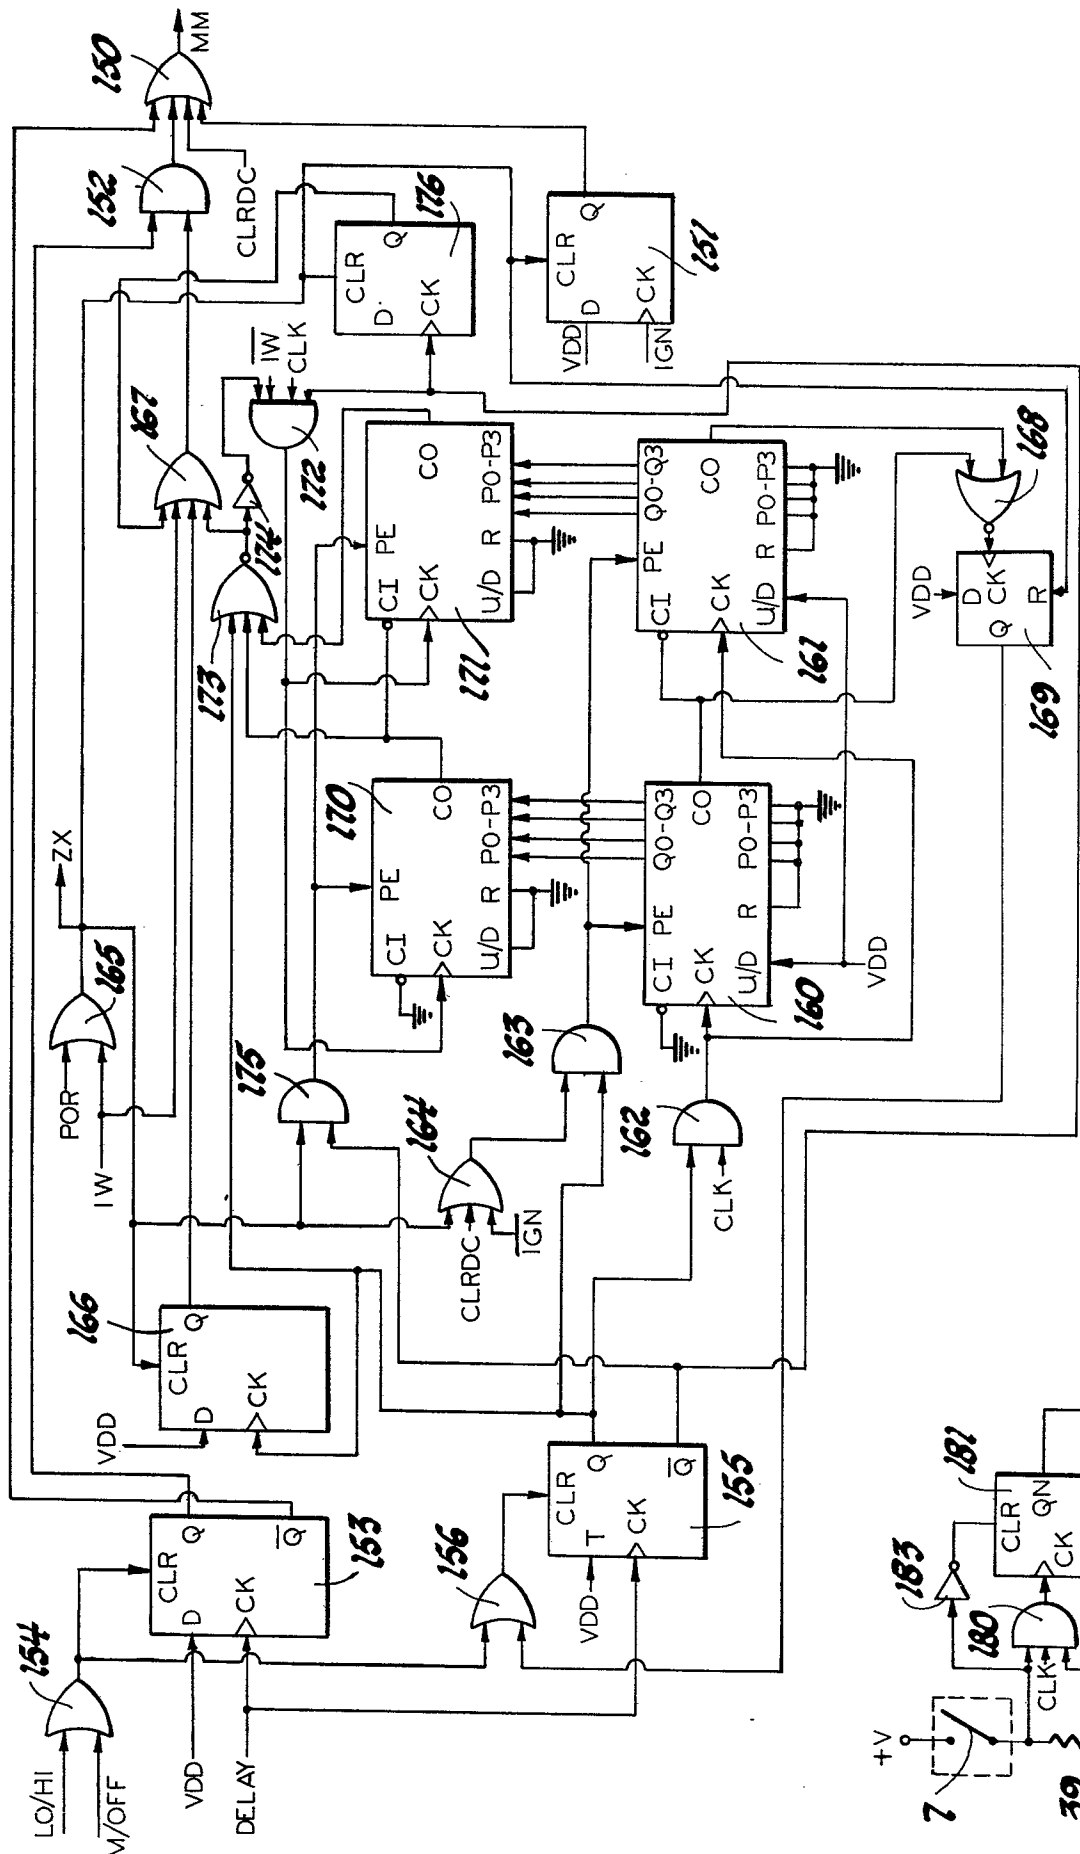 LO/HI
M/OFF
154
VDD
DELAY
CLR
D
Q
CK
Q
153
VDD
CLR
D
Q
CK
166
POR
IW
165
ZX
167
152
CLRDC
150
MM
156
VDD
CLR
T
Q
CK
Q
155
CLRDC
IGN
164
175
173
174
172
IW
CLK
CI
PE
CK
CO
U/D
R
P0-P3
170
CI
PE
CK
CO
U/D
R
P0-P3
171
CLR
D
Q
CK
176
163
162
CLK
CI
PE
Q0-Q3
CK
CO
U/D
R
P0-P3
160
VDD
CI
PE
Q0-Q3
CK
CO
U/D
R
P0-P3
161
CLR
VDD
D
Q
CK
IGN
151
168
VDD
D
CK
Q
R
169
+V
7
39
183
180
CLK
CLR
QN
CK
181